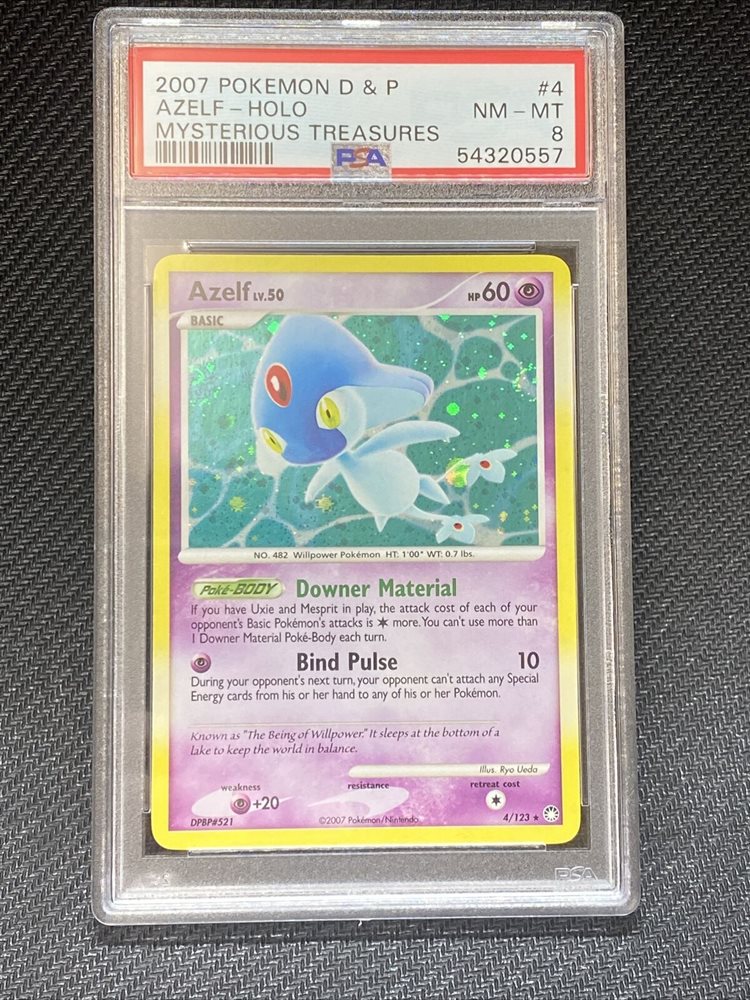 2007 POKEMON D & P #4
AZELF - HOLO NM - MT
MYSTERIOUS TREASURES 8
PSA 54320557
Azelf LV.50 HP 60
BASIC
NO. 482 Willpower Pokémon HT: 1'00" WT: 0.7 lbs.
Poké-BODY Downer Material
If you have Uxie and Mesprit in play, the attack cost of each of your
opponent's Basic Pokémon's attacks is more. You can't use more than
1 Downer Material Poké-Body each turn.
Bind Pulse 10
During your opponent's next turn, your opponent can't attach any Special
Energy cards from his or her hand to any of his or her Pokémon.
Known as "The Being of Willpower." It sleeps at the bottom of a
lake to keep the world in balance.
Illus. Ryo Ueda
weakness resistance retreat cost
+20
DPBP#521 ©2007 Pokémon/Nintendo 4/123 ★
PSA